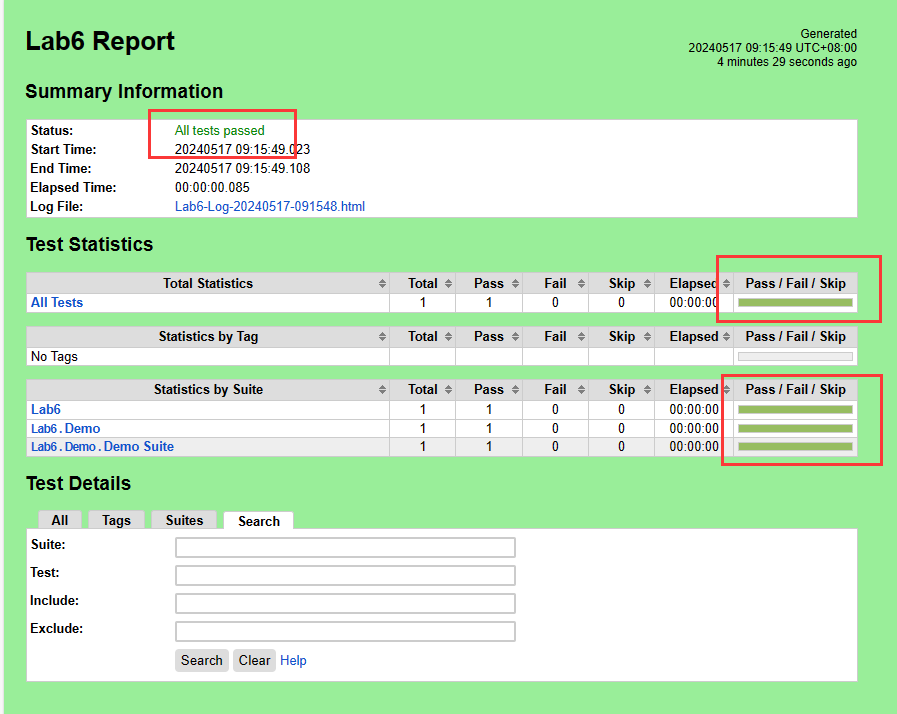 Lab6 Report
Generated
20240517 09:15:49 UTC+08:00
4 minutes 29 seconds ago
Summary Information
Status: All tests passed
Start Time: 20240517 09:15:49.023
End Time: 20240517 09:15:49.108
Elapsed Time: 00:00:00.085
Log File: Lab6-Log-20240517-091548.html
Test Statistics
Total Statistics Total Pass Fail Skip Elapsed Pass / Fail / Skip
All Tests 1 1 0 0 00:00:00
Statistics by Tag Total Pass Fail Skip Elapsed Pass / Fail / Skip
No Tags
Statistics by Suite Total Pass Fail Skip Elapsed Pass / Fail / Skip
Lab6 1 1 0 0 00:00:00
Lab6 . Demo 1 1 0 0 00:00:00
Lab6 . Demo . Demo Suite 1 1 0 0 00:00:00
Test Details
All Tags Suites Search
Suite:
Test:
Include:
Exclude:
Search Clear Help